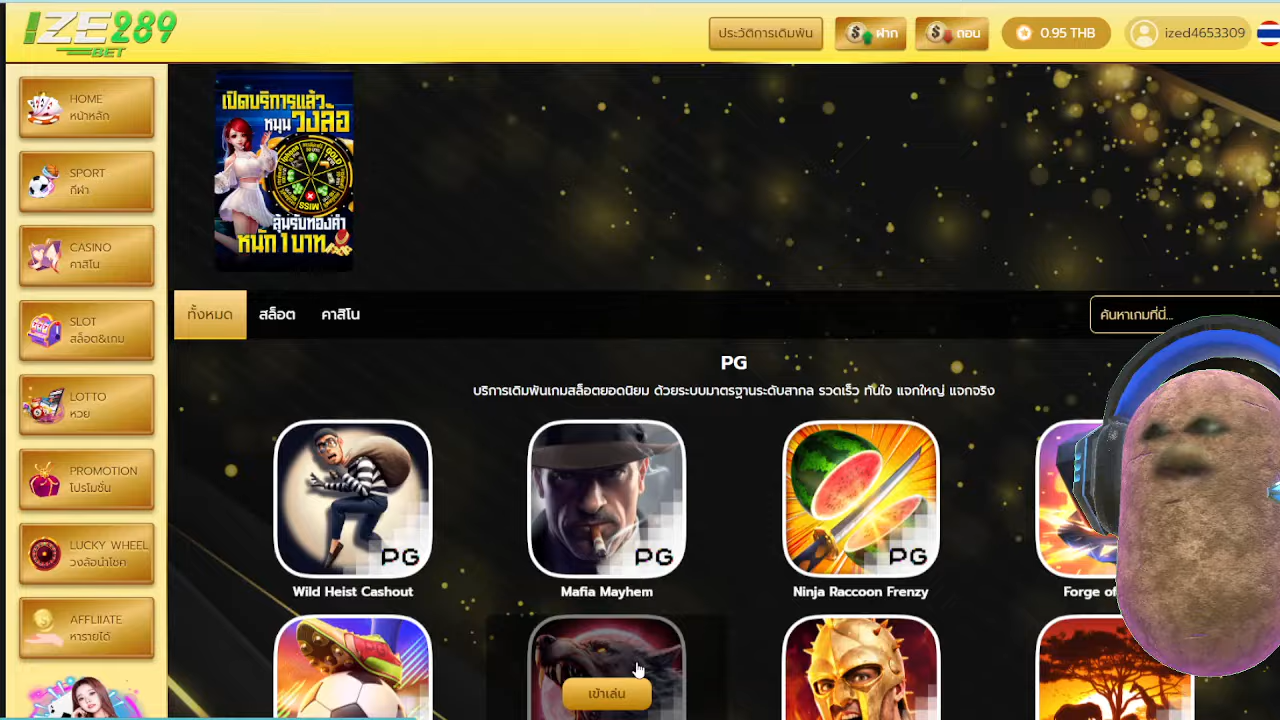 IZE289
BET
ประวัติการเดิมพัน
ฝาก
ถอน
0.95 THB
ized4653309
HOME
หน้าหลัก
SPORT
กีฬา
CASINO
คาสิโน
SLOT
สล็อต&เกม
LOTTO
หวย
PROMOTION
โปรโมชั่น
LUCKY WHEEL
วงล้อนำโชค
AFFLIIATE
หารายได้
เปิดบริการแล้ว
หมุนวงล้อ
GOLD
MISS
ลุ้นรับทองคำ
หนัก 1 บาท
ทั้งหมด
สล็อต
คาสิโน
ค้นหาเกมที่นี่...
PG
บริการเดิมพันเกมสล็อตยอดนิยม ด้วยระบบมาตรฐานระดับสากล รวดเร็ว ทันใจ แจกใหญ่ แจกจริง
PG
PG
PG
Wild Heist Cashout
Mafia Mayhem
Ninja Raccoon Frenzy
Forge of
เข้าเล่น